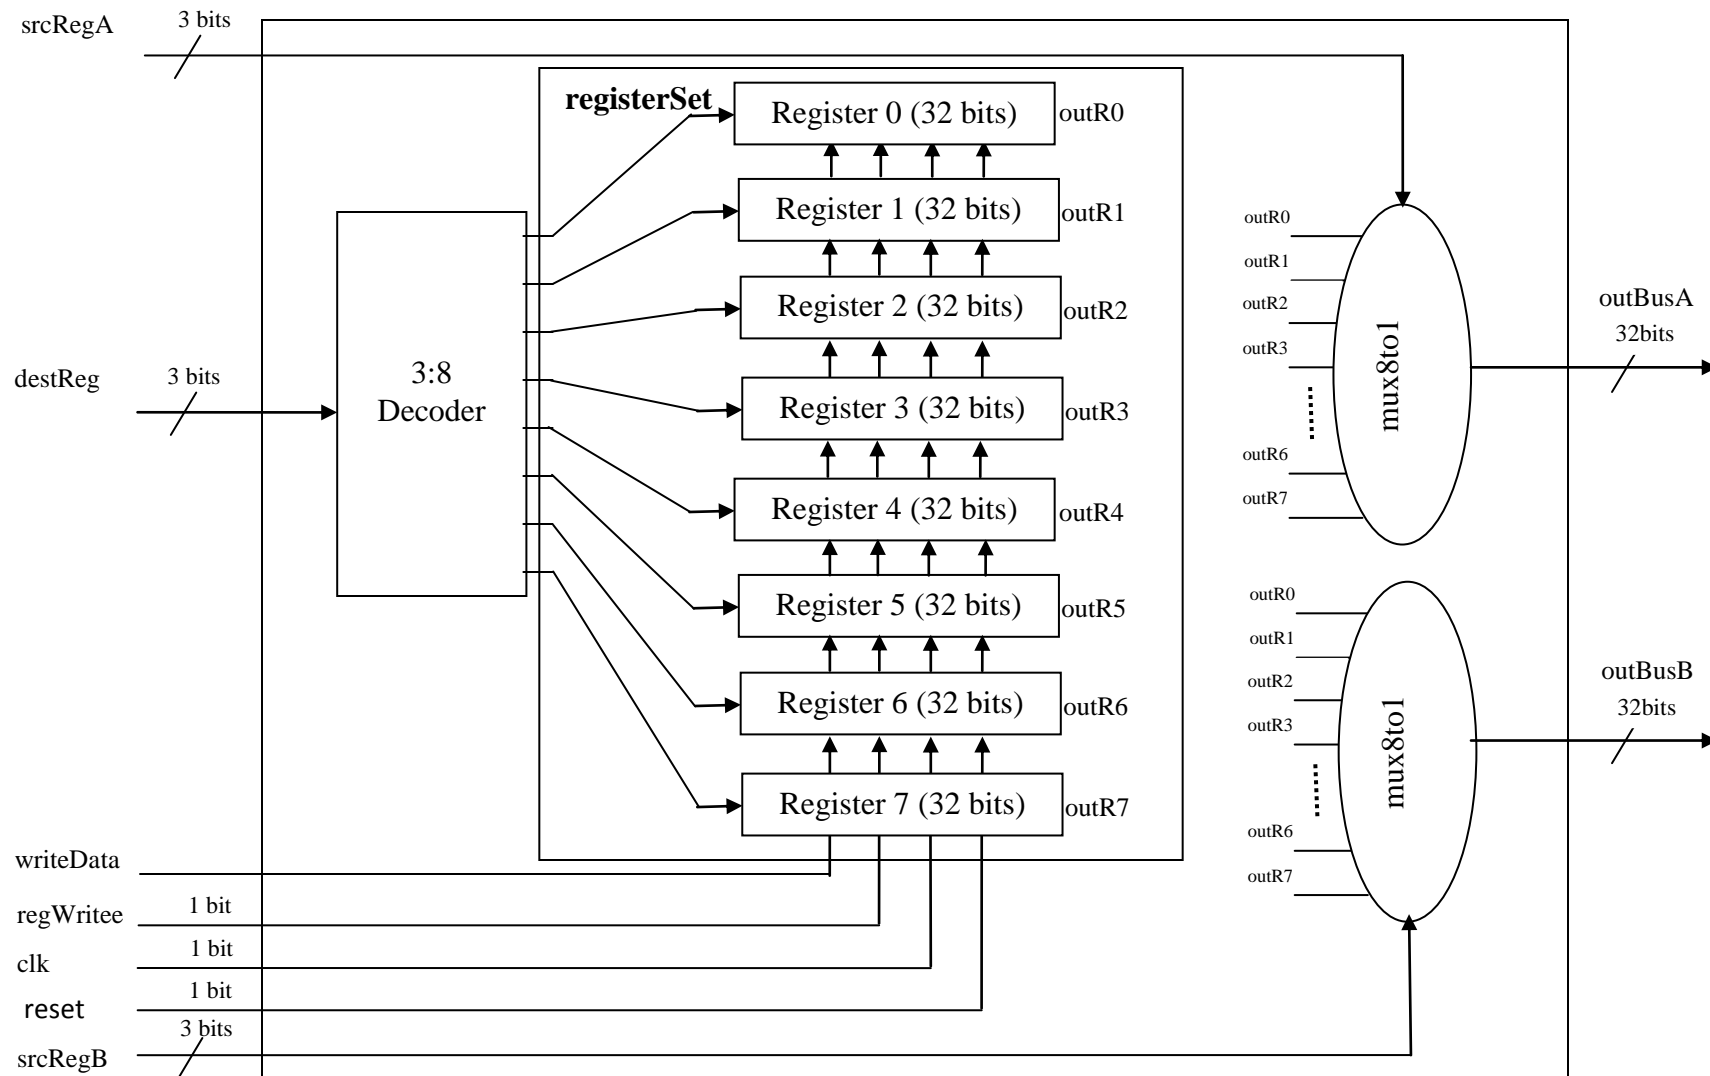 srcRegA
3 bits
registerSet
Register 0 (32 bits)
outR0
Register 1 (32 bits)
outR1
Register 2 (32 bits)
outR2
Register 3 (32 bits)
outR3
Register 4 (32 bits)
outR4
Register 5 (32 bits)
outR5
Register 6 (32 bits)
outR6
Register 7 (32 bits)
outR7
3:8
Decoder
destReg
3 bits
writeData
regWritee
1 bit
clk
1 bit
reset
1 bit
srcRegB
3 bits
outR0
outR1
outR2
outR3
outR6
outR7
mux8to1
outBusA
32bits
outR0
outR1
outR2
outR3
outR6
outR7
mux8to1
outBusB
32bits